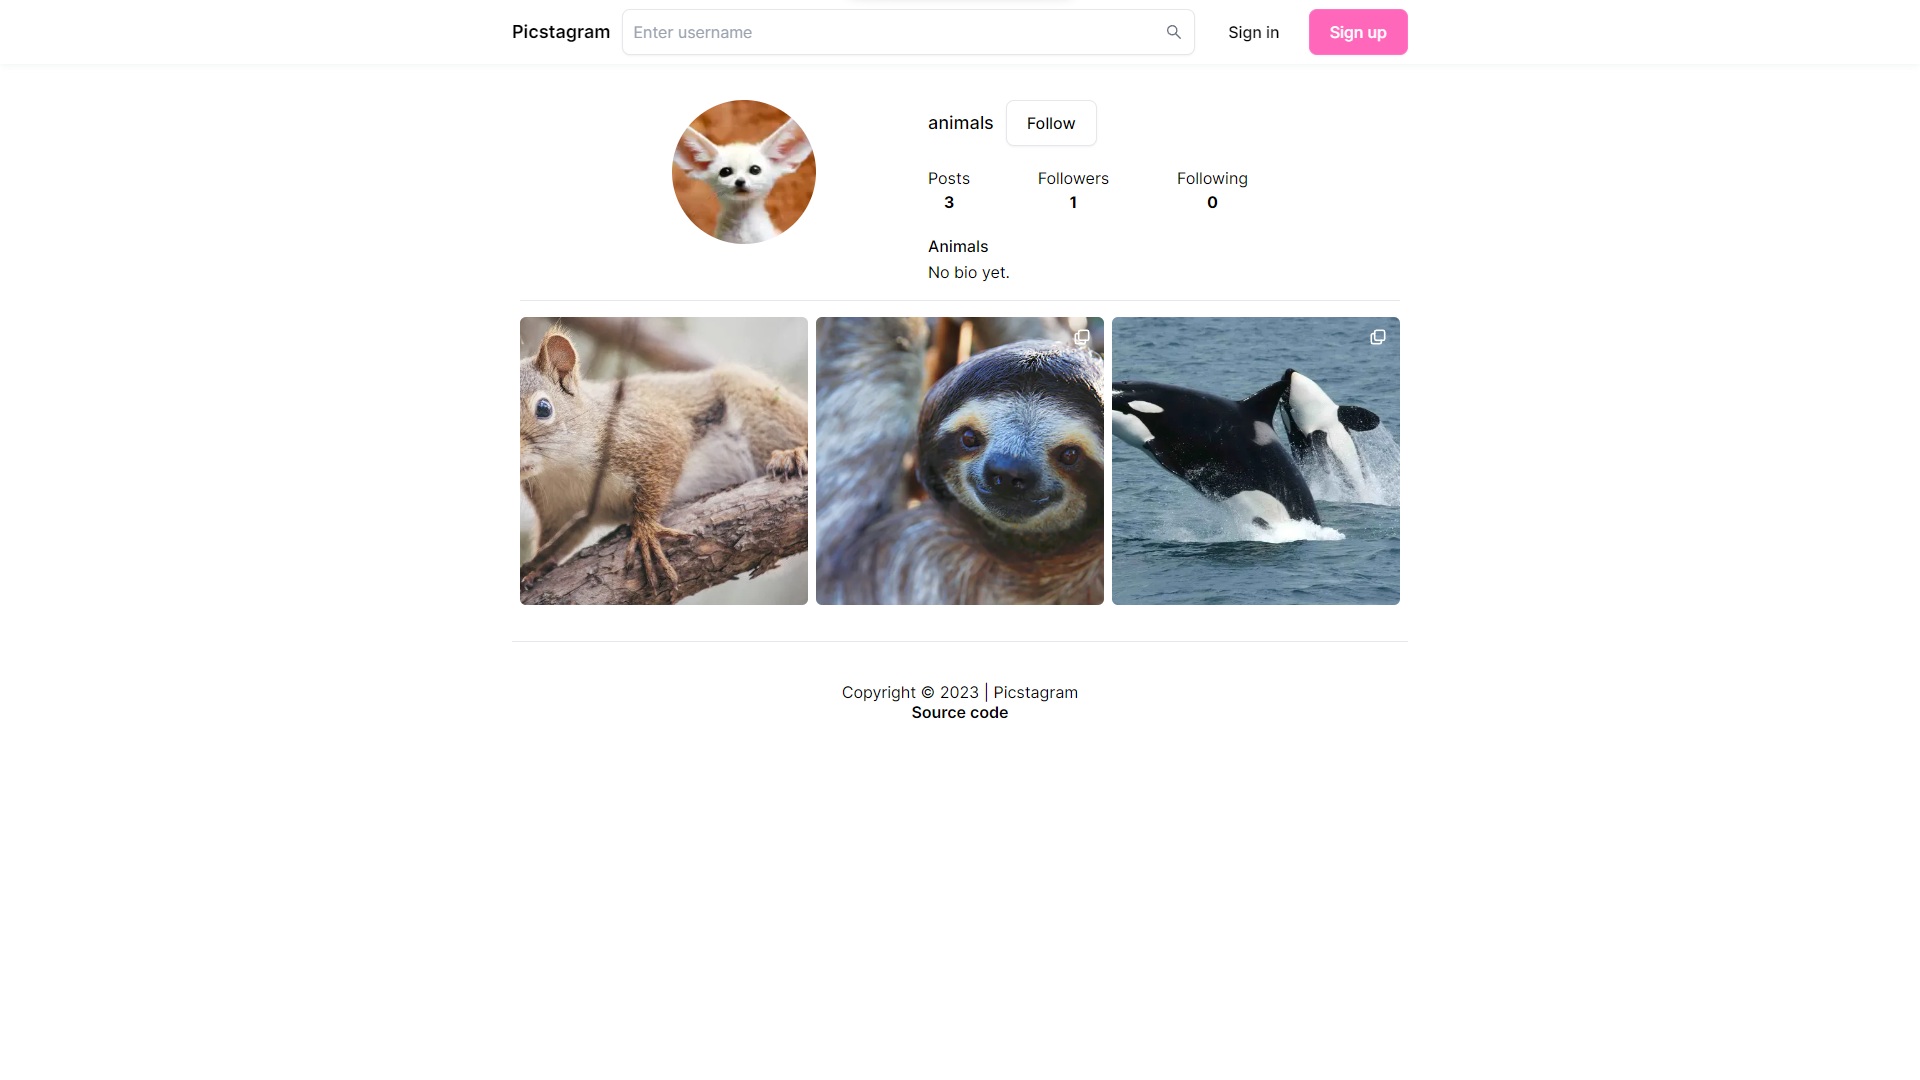 Picstagram
Enter username
Sign in
Sign up
animals
Follow
Posts
Followers
Following
3
1
0
Animals
No bio yet.
Copyright © 2023 | Picstagram
Source code